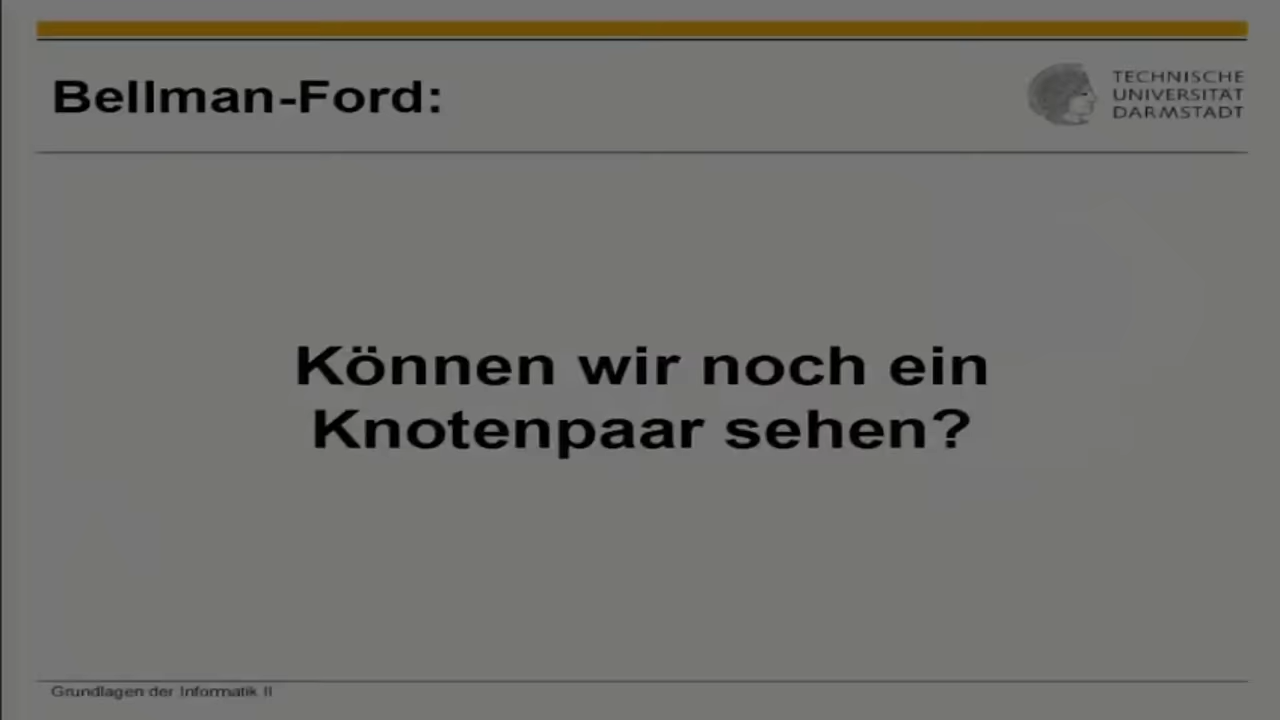 Bellman-Ford:
TECHNISCHE
UNIVERSITÄT
DARMSTADT
Können wir noch ein
Knotenpaar sehen?
Grundlagen der Informatik II